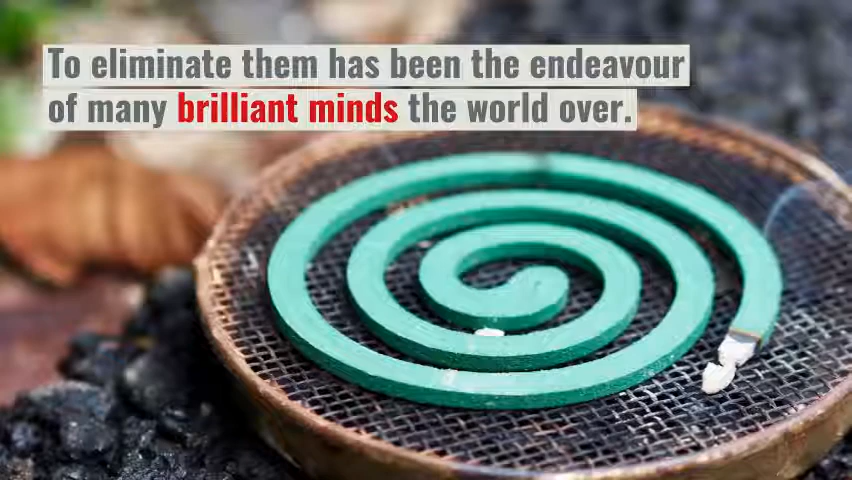 To eliminate them has been the endeavour
of many brilliant minds the world over.